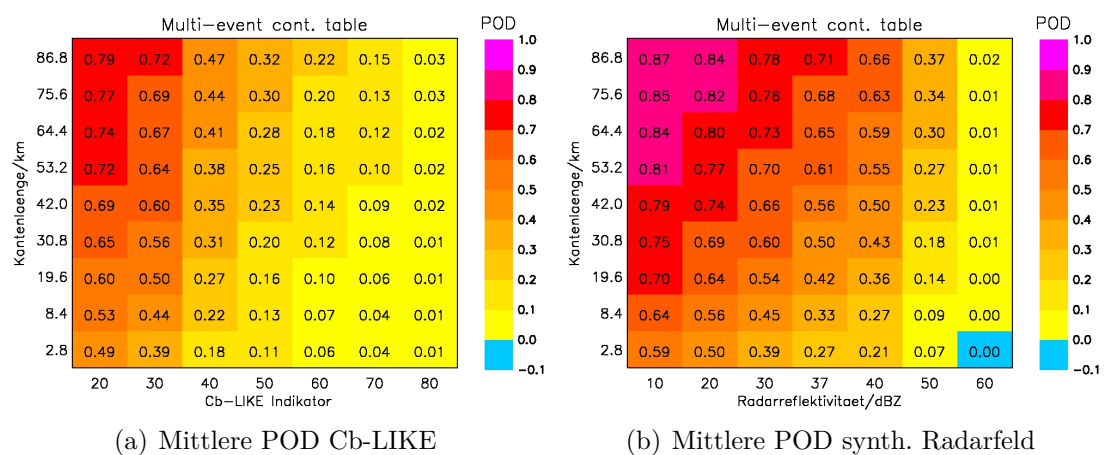 Multi-event cont. table
POD
Kantenlaenge/km
86.8 0.79 0.72 0.47 0.32 0.22 0.15 0.03
75.6 0.77 0.69 0.44 0.30 0.20 0.13 0.03
64.4 0.74 0.67 0.41 0.28 0.18 0.12 0.02
53.2 0.72 0.64 0.38 0.25 0.16 0.10 0.02
42.0 0.69 0.60 0.35 0.23 0.14 0.09 0.02
30.8 0.65 0.56 0.31 0.20 0.12 0.08 0.01
19.6 0.60 0.50 0.27 0.16 0.10 0.06 0.01
8.4 0.53 0.44 0.22 0.13 0.07 0.04 0.01
2.8 0.49 0.39 0.18 0.11 0.06 0.04 0.01
20 30 40 50 60 70 80
Cb-LIKE Indikator
1.0
0.9
0.8
0.7
0.6
0.5
0.4
0.3
0.2
0.1
0.0
-0.1
(a) Mittlere POD Cb-LIKE
Multi-event cont. table
POD
Kantenlaenge/km
86.8 0.87 0.84 0.78 0.71 0.66 0.37 0.02
75.6 0.85 0.82 0.76 0.68 0.63 0.34 0.01
64.4 0.84 0.80 0.73 0.65 0.59 0.30 0.01
53.2 0.81 0.77 0.70 0.61 0.55 0.27 0.01
42.0 0.79 0.74 0.66 0.56 0.50 0.23 0.01
30.8 0.75 0.69 0.60 0.50 0.43 0.18 0.01
19.6 0.70 0.64 0.54 0.42 0.36 0.14 0.00
8.4 0.64 0.56 0.45 0.33 0.27 0.09 0.00
2.8 0.59 0.50 0.39 0.27 0.21 0.07 0.00
10 20 30 37 40 50 60
Radarreflektivitaet/dBZ
1.0
0.9
0.8
0.7
0.6
0.5
0.4
0.3
0.2
0.1
0.0
-0.1
(b) Mittlere POD synth. Radarfeld